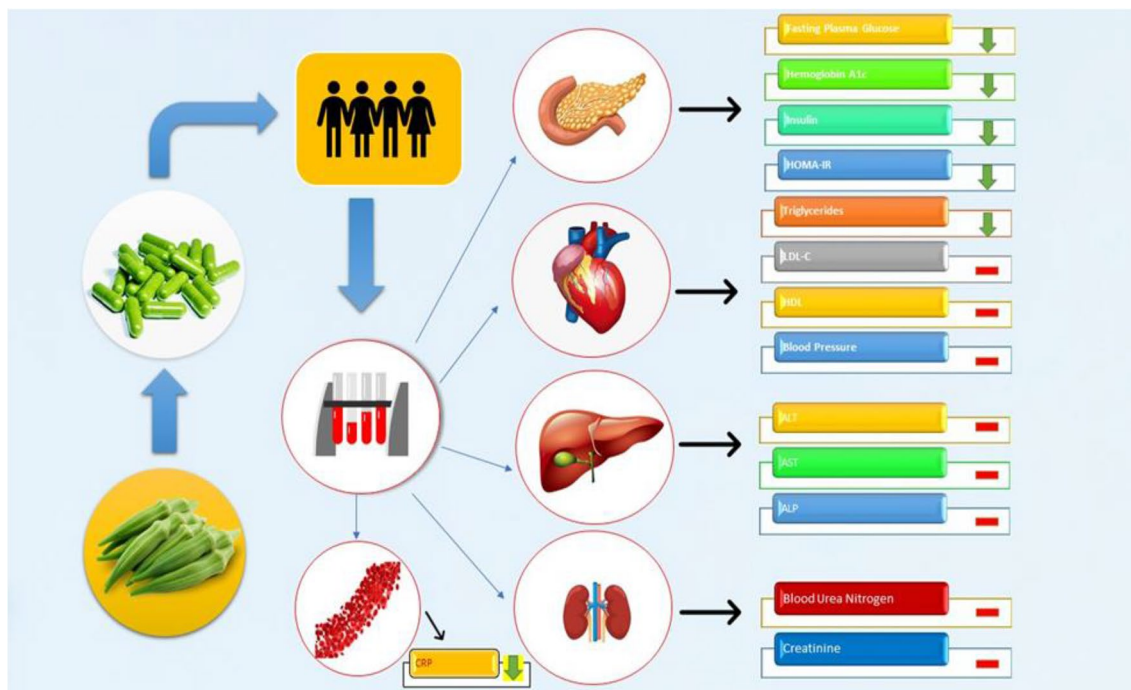 Fasting Plasma Glucose
Hemoglobin A1c
Insulin
HOMA-IR
Triglycerides
LDL-C
HDL
Blood Pressure
ALT
AST
ALP
Blood Urea Nitrogen
Creatinine
CRP